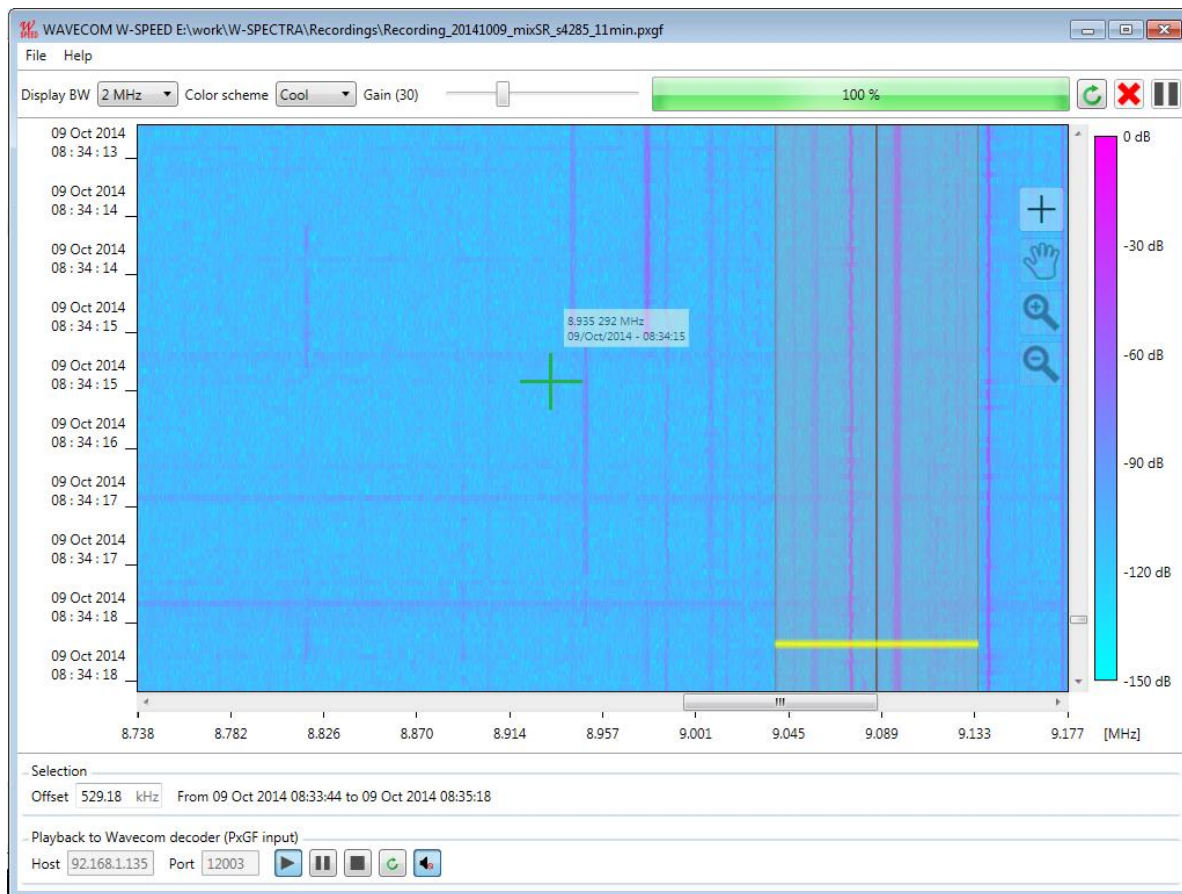 WAVECOM W-SPEED E:\work\W-SPECTRA\Recordings\Recording_20141009_mixSR_s4285_11min.pxgf
File Help
Display BW 2 MHz Color scheme Cool Gain (30) 100 %
09 Oct 2014
08 : 34 : 13
09 Oct 2014
08 : 34 : 14
09 Oct 2014
08 : 34 : 14
09 Oct 2014
08 : 34 : 15
09 Oct 2014
08 : 34 : 15
09 Oct 2014
08 : 34 : 16
09 Oct 2014
08 : 34 : 17
09 Oct 2014
08 : 34 : 17
09 Oct 2014
08 : 34 : 18
09 Oct 2014
08 : 34 : 18
8.935 292 MHz
09/Oct/2014 - 08:34:15
0 dB
-30 dB
-60 dB
-90 dB
-120 dB
-150 dB
8.738 8.782 8.826 8.870 8.914 8.957 9.001 9.045 9.089 9.133 9.177 [MHz]
Selection
Offset 529.18 kHz From 09 Oct 2014 08:33:44 to 09 Oct 2014 08:35:18
Playback to Wavecom decoder (PxGF input)
Host 92.168.1.135 Port 12003